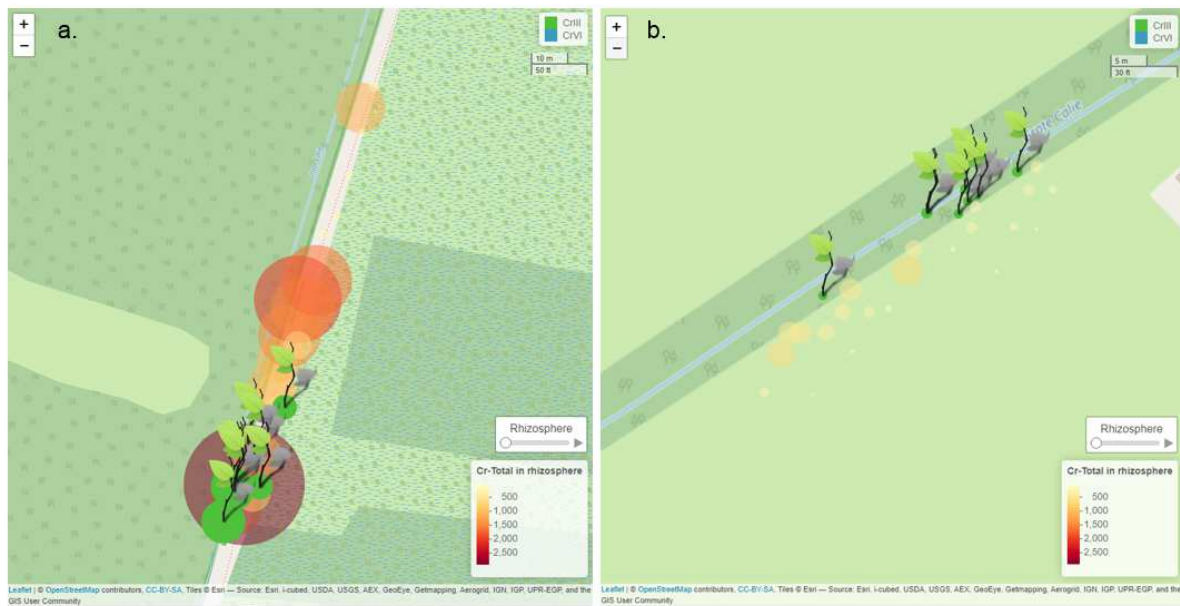 a.
+
−
CrIII
CrVI
10 m
50 ft
Rhizosphere
Cr-Total in rhizosphere
500
1,000
1,500
2,000
2,500
Leaflet | © OpenStreetMap contributors, CC-BY-SA, Tiles © Esri — Source: Esri, i-cubed, USDA, USGS, AEX, GeoEye, Getmapping, Aerogrid, IGN, IGP, UPR-EGP, and the
GIS User Community
b.
+
−
CrIII
CrVI
5 m
30 ft
Calie
Rhizosphere
Cr-Total in rhizosphere
500
1,000
1,500
2,000
2,500
Leaflet | © OpenStreetMap contributors, CC-BY-SA, Tiles © Esri — Source: Esri, i-cubed, USDA, USGS, AEX, GeoEye, Getmapping, Aerogrid, IGN, IGP, UPR-EGP, and the
GIS User Community